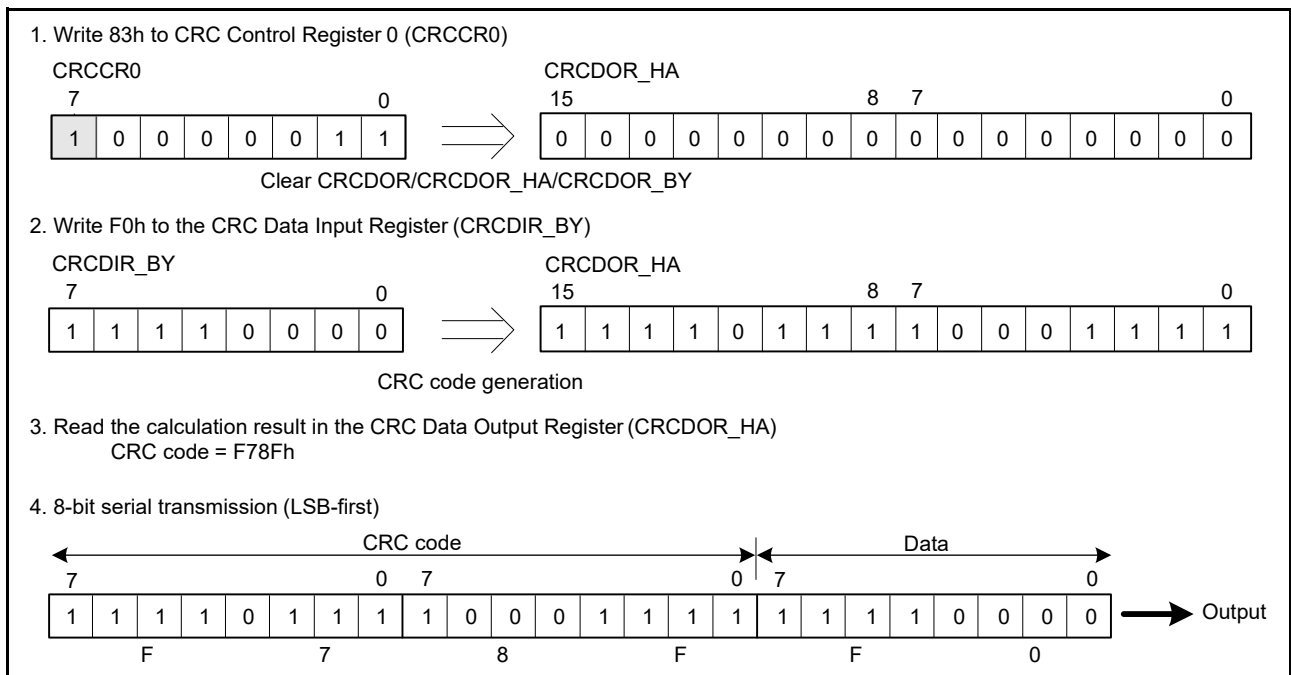 1. Write 83h to CRC Control Register 0 (CRCCR0)
CRCCR0 CRCDOR_HA
7 0 15 8 7 0
1 0 0 0 0 0 1 1 0 0 0 0 0 0 0 0 0 0 0 0 0 0 0 0
Clear CRCDOR/CRCDOR_HA/CRCDOR_BY
2. Write F0h to the CRC Data Input Register (CRCDIR_BY)
CRCDIR_BY CRCDOR_HA
7 0 15 8 7 0
1 1 1 1 0 0 0 0 1 1 1 1 0 1 1 1 1 0 0 0 1 1 1 1
CRC code generation
3. Read the calculation result in the CRC Data Output Register (CRCDOR_HA)
CRC code = F78Fh
4. 8-bit serial transmission (LSB-first)
CRC code Data
7 0 7 0 7 0
1 1 1 1 0 1 1 1 1 0 0 0 1 1 1 1 1 1 1 1 0 0 0 0 Output
F 7 8 F F 0